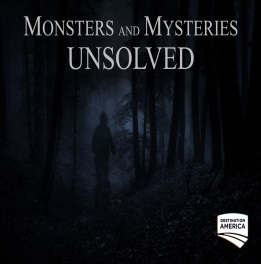 MONSTERS AND MYSTERIES
UNSOLVED
DESTINATION
AMERICA